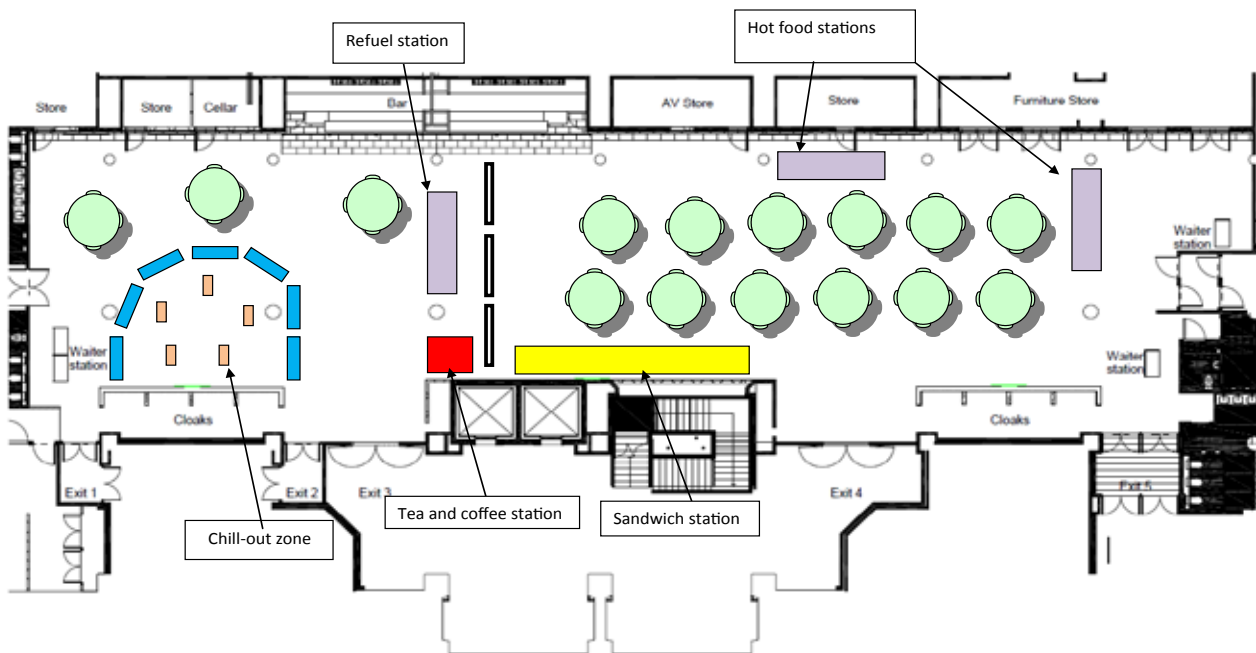 Refuel station
Hot food stations
Store
Store
Cellar
Bar
AV Store
Store
Furniture Store
Waiter
station
Waiter
station
Waiter
station
Cloaks
Cloaks
Exit 1
Exit 2
Exit 3
Exit 4
Exit 5
Tea and coffee station
Sandwich station
Chill-out zone